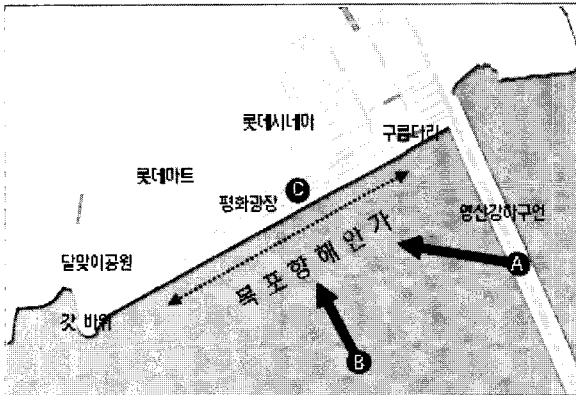 롯데시네마
구름다리
롯데마트
C
평화광장
영산강하구언
목포항해안가
달맞이공원
A
갓 바위
B